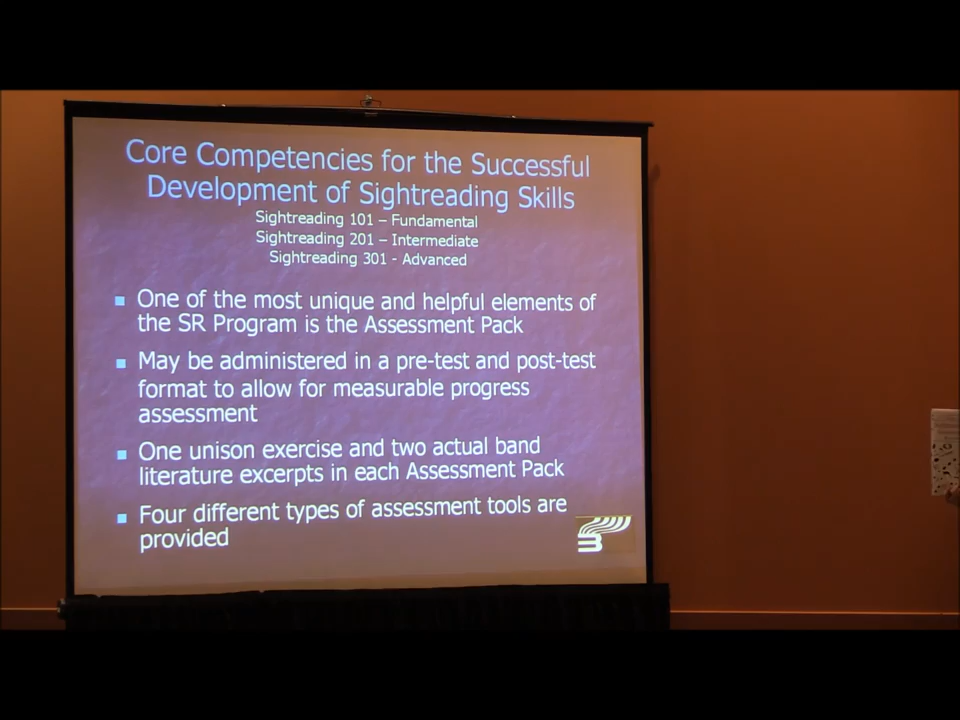 Core Competencies for the Successful
Development of Sightreading Skills
Sightreading 101 – Fundamental
Sightreading 201 – Intermediate
Sightreading 301 - Advanced
One of the most unique and helpful elements of
the SR Program is the Assessment Pack
May be administered in a pre-test and post-test
format to allow for measurable progress
assessment
One unison exercise and two actual band
literature excerpts in each Assessment Pack
Four different types of assessment tools are
provided